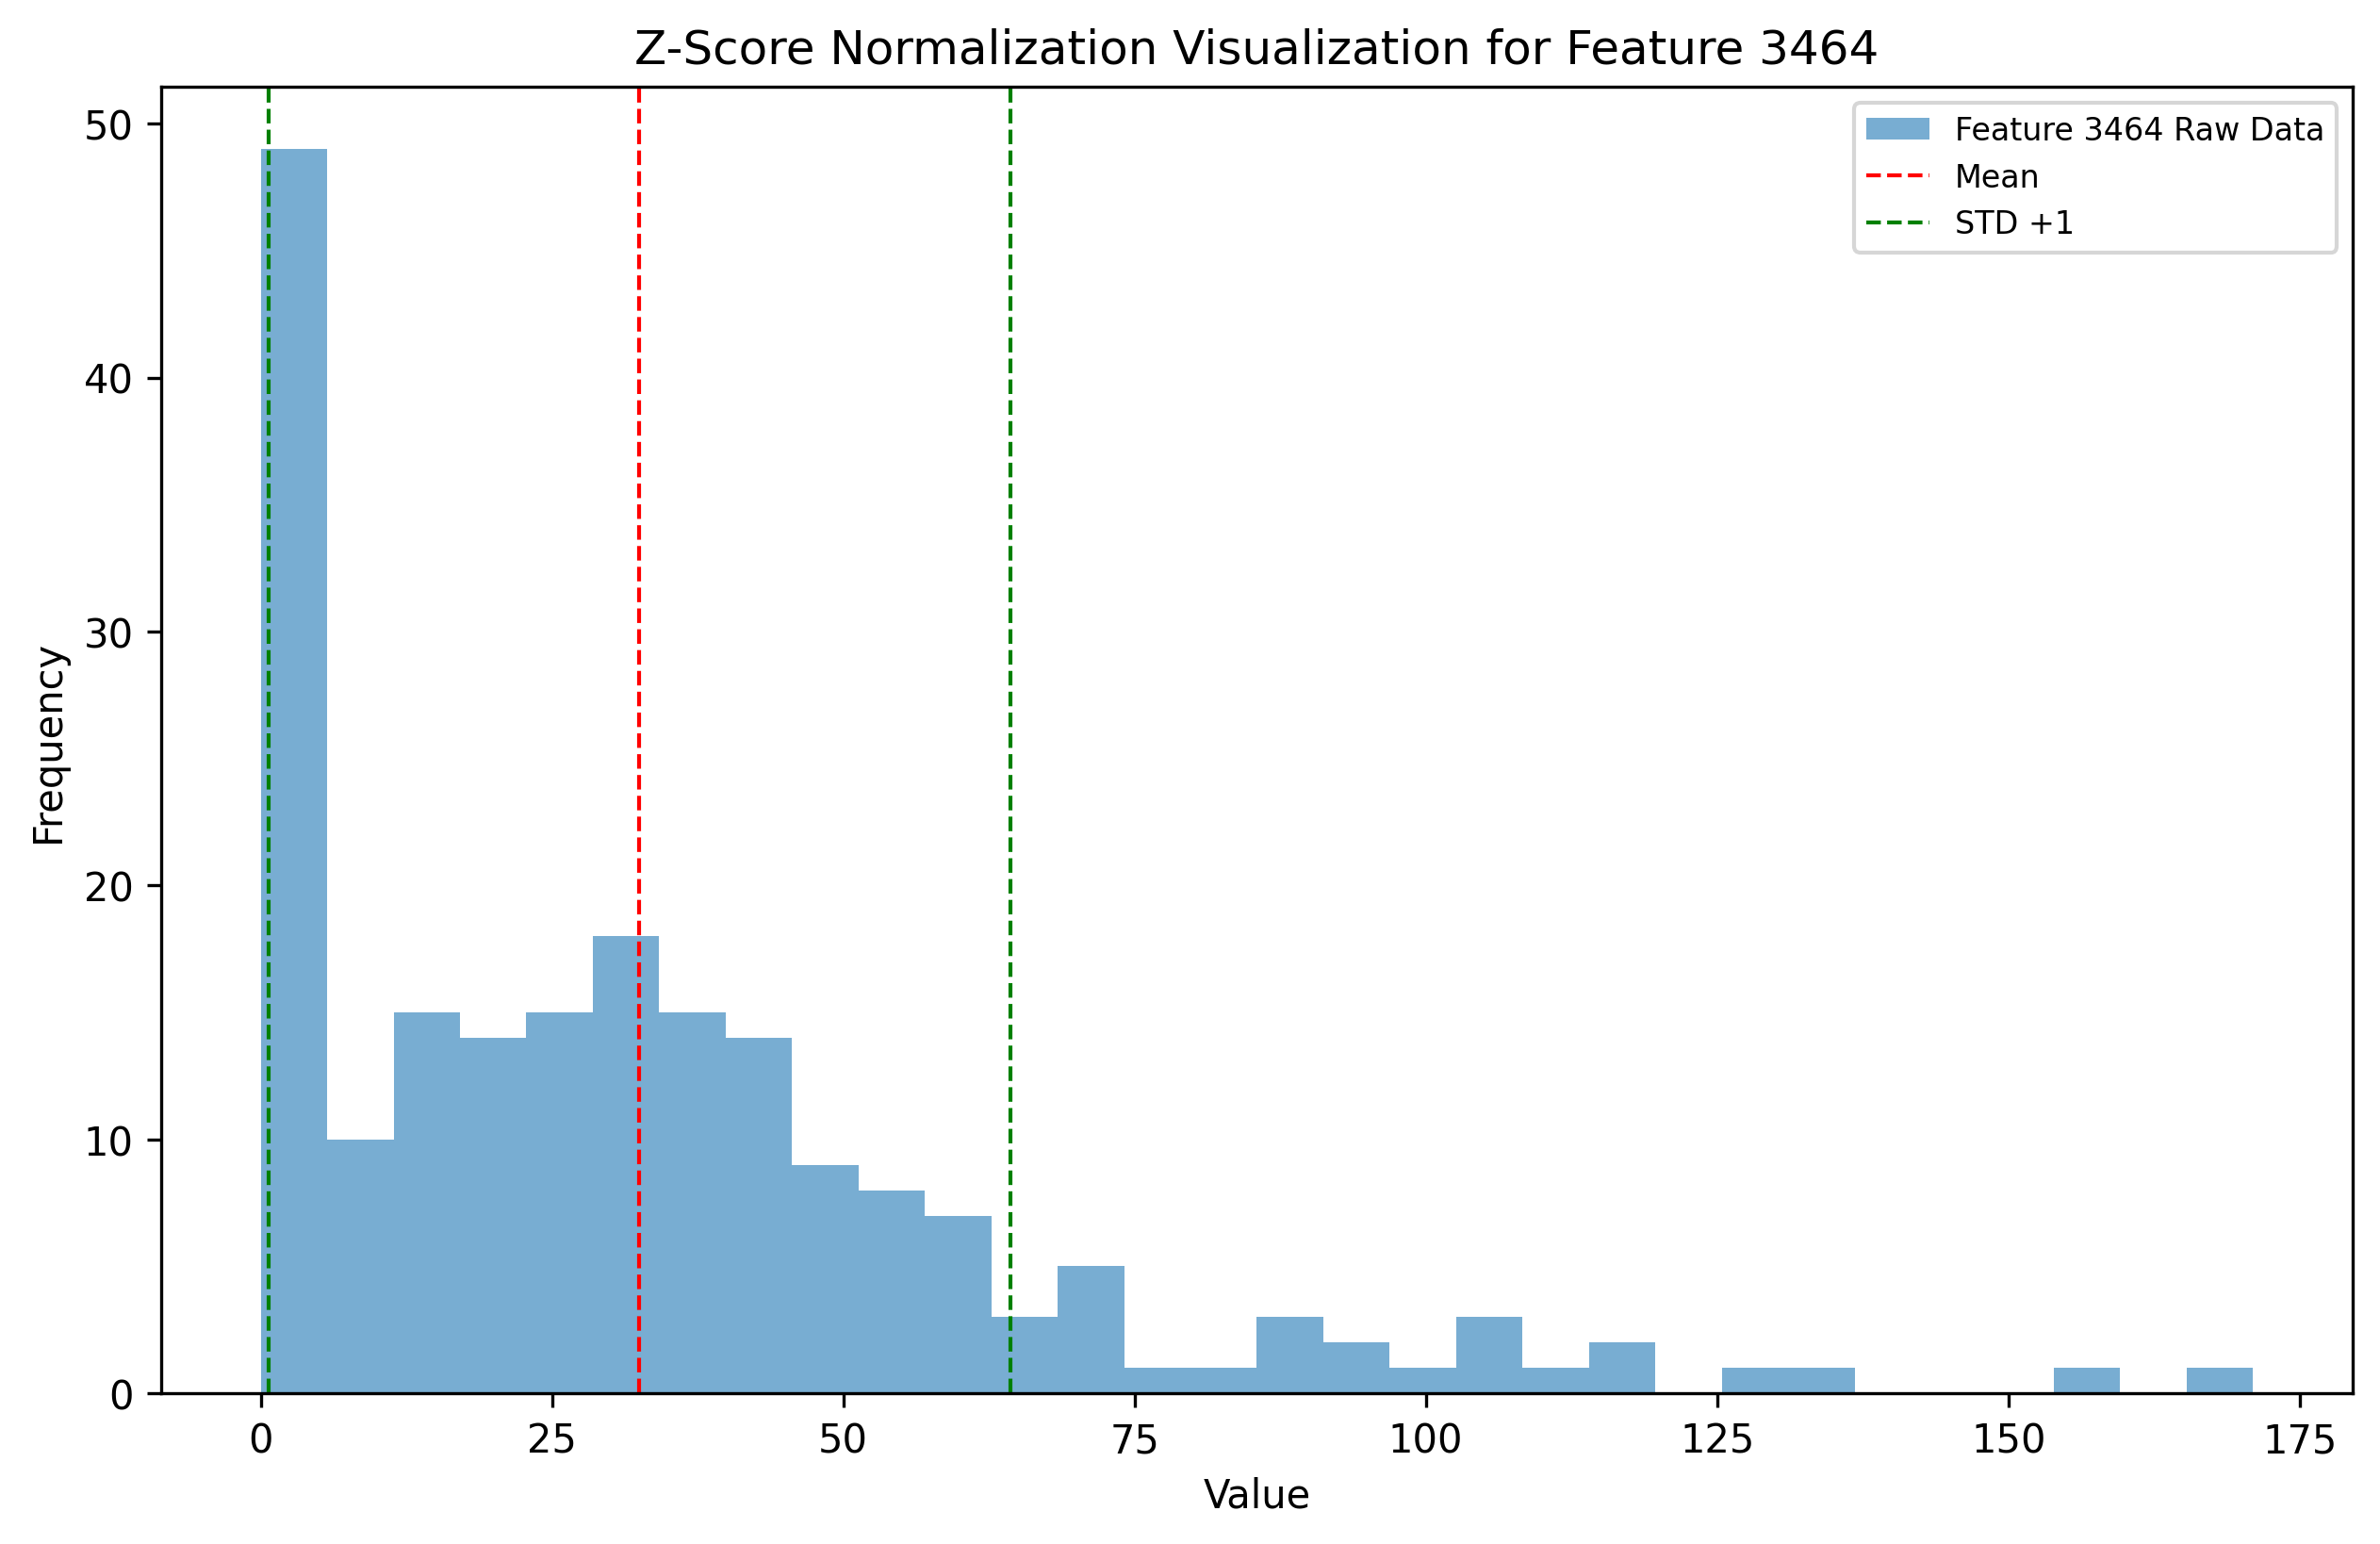 Z-Score Normalization Visualization for Feature 3464
Feature 3464 Raw Data
Mean
STD +1
50
40
30
20
10
0
Frequency
0 25 50 75 100 125 150 175
Value